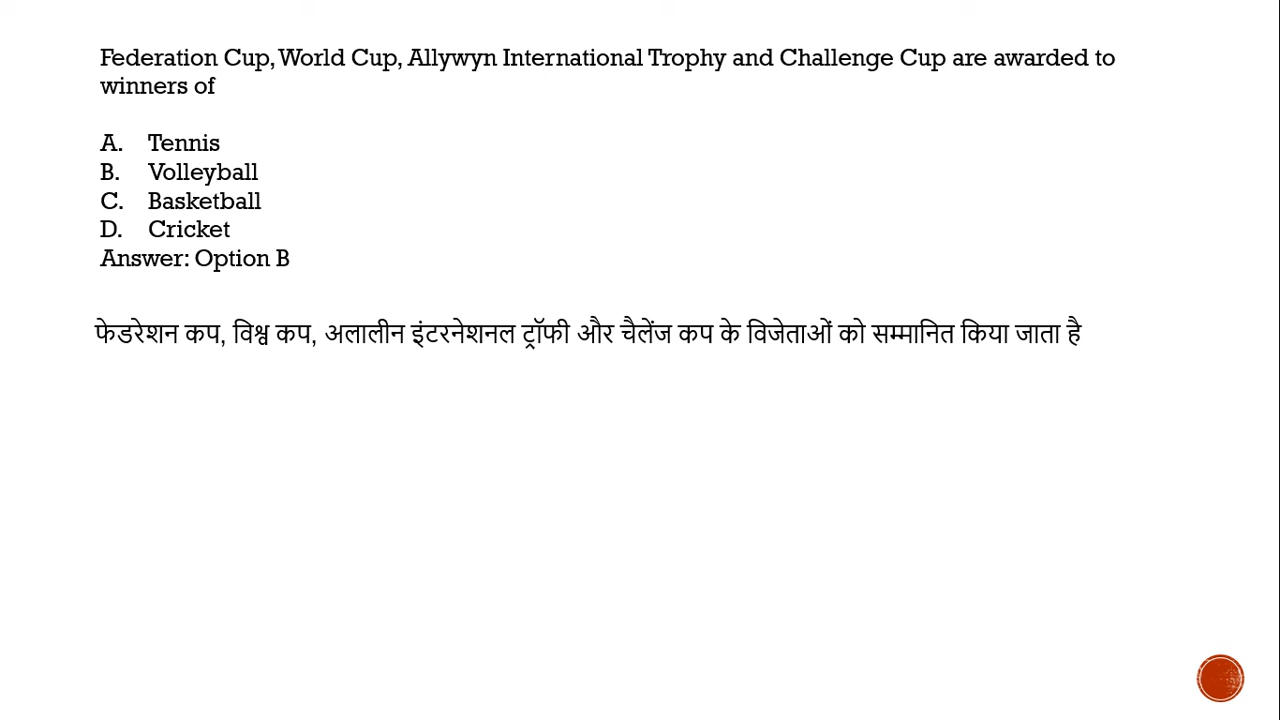 Federation Cup, World Cup, Allywyn International Trophy and Challenge Cup are awarded to
winners of
A. Tennis
B. Volleyball
C. Basketball
D. Cricket
Answer: Option B
फेडरेशन कप, विश्व कप, अलालीन इंटरनेशनल ट्रॉफी और चैलेंज कप के विजेताओं को सम्मानित किया जाता है